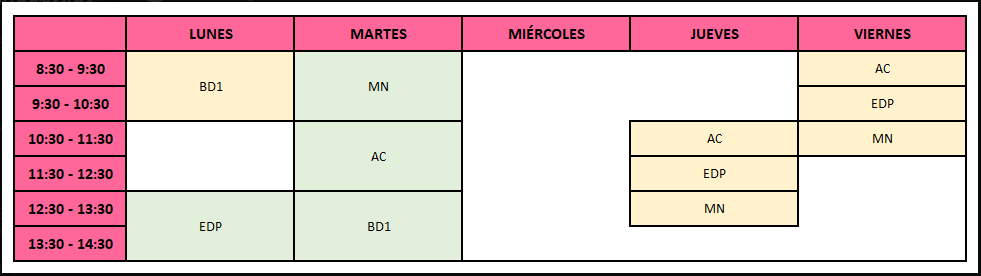 LUNES MARTES MIÉRCOLES JUEVES VIERNES
8:30 - 9:30 BD1 MN AC
9:30 - 10:30 EDP
10:30 - 11:30 AC AC MN
11:30 - 12:30 EDP
12:30 - 13:30 EDP BD1 MN
13:30 - 14:30